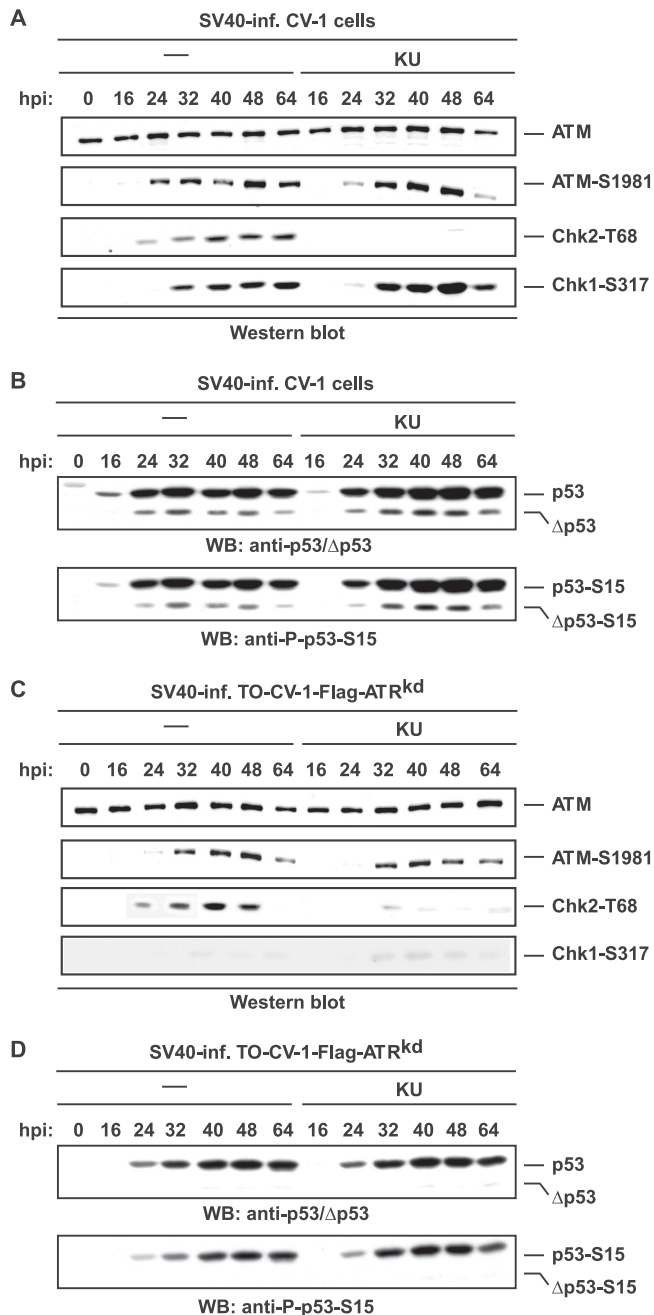 A
SV40-inf. CV-1 cells
— KU
hpi: 0 16 24 32 40 48 64 16 24 32 40 48 64
ATM
ATM-S1981
Chk2-T68
Chk1-S317
Western blot
B
SV40-inf. CV-1 cells
— KU
hpi: 0 16 24 32 40 48 64 16 24 32 40 48 64
p53
Δp53
WB: anti-p53/Δp53
p53-S15
Δp53-S15
WB: anti-P-p53-S15
C
SV40-inf. TO-CV-1-Flag-ATRkd
— KU
hpi: 0 16 24 32 40 48 64 16 24 32 40 48 64
ATM
ATM-S1981
Chk2-T68
Chk1-S317
Western blot
D
SV40-inf. TO-CV-1-Flag-ATRkd
— KU
hpi: 0 16 24 32 40 48 64 16 24 32 40 48 64
p53
Δp53
WB: anti-p53/Δp53
p53-S15
Δp53-S15
WB: anti-P-p53-S15